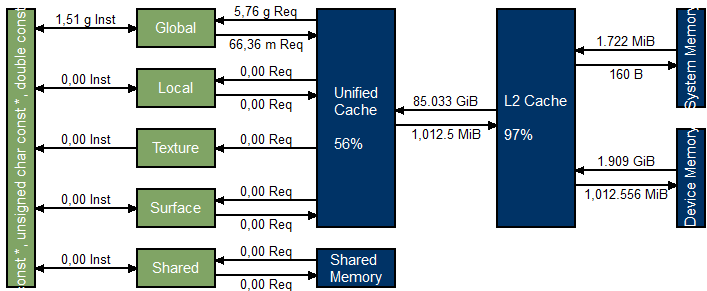 const *, unsigned char const *, double const
1,51 g Inst
Global
5,76 g Req
66,36 m Req
0,00 Inst
Local
0,00 Req
0,00 Req
0,00 Inst
Texture
0,00 Req
0,00 Inst
Surface
0,00 Req
0,00 Req
0,00 Inst
Shared
0,00 Req
0,00 Req
Unified
Cache
56%
Shared
Memory
85.033 GiB
1,012.5 MiB
L2 Cache
97%
1.722 MiB
160 B
System Memory
1.909 GiB
1,012.556 MiB
Device Memory